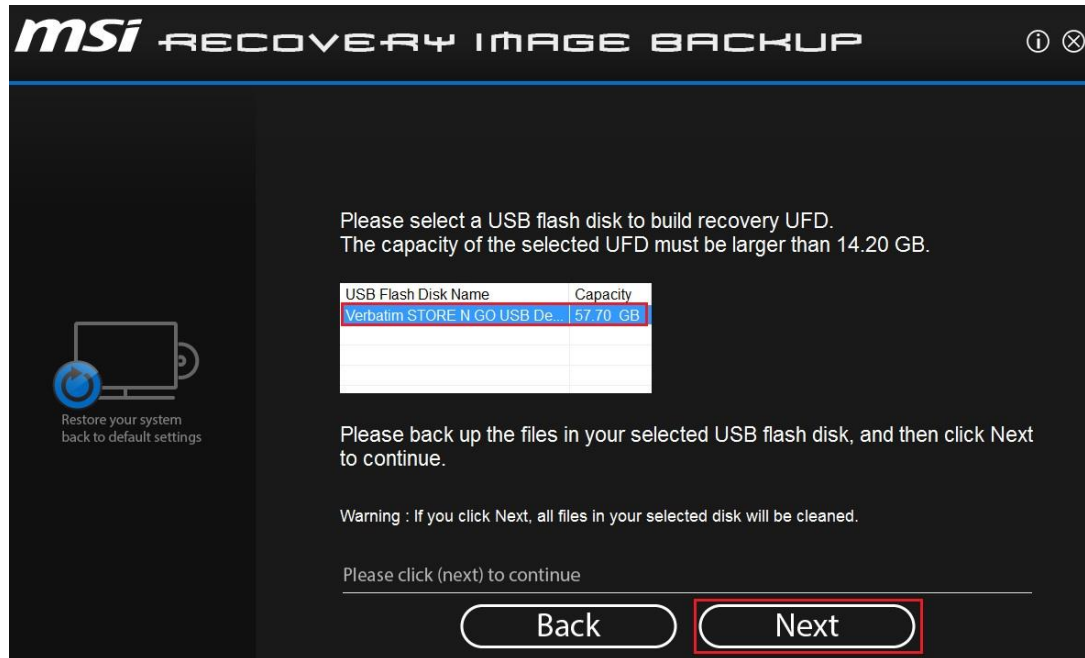 msi RECOVERY IMAGE BACKUP
Please select a USB flash disk to build recovery UFD.
The capacity of the selected UFD must be larger than 14.20 GB.
USB Flash Disk Name Capacity
Verbatim STORE N GO USB De... 57.70 GB
Restore your system
back to default settings
Please back up the files in your selected USB flash disk, and then click Next
to continue.
Warning : If you click Next, all files in your selected disk will be cleaned.
Please click (next) to continue
Back Next